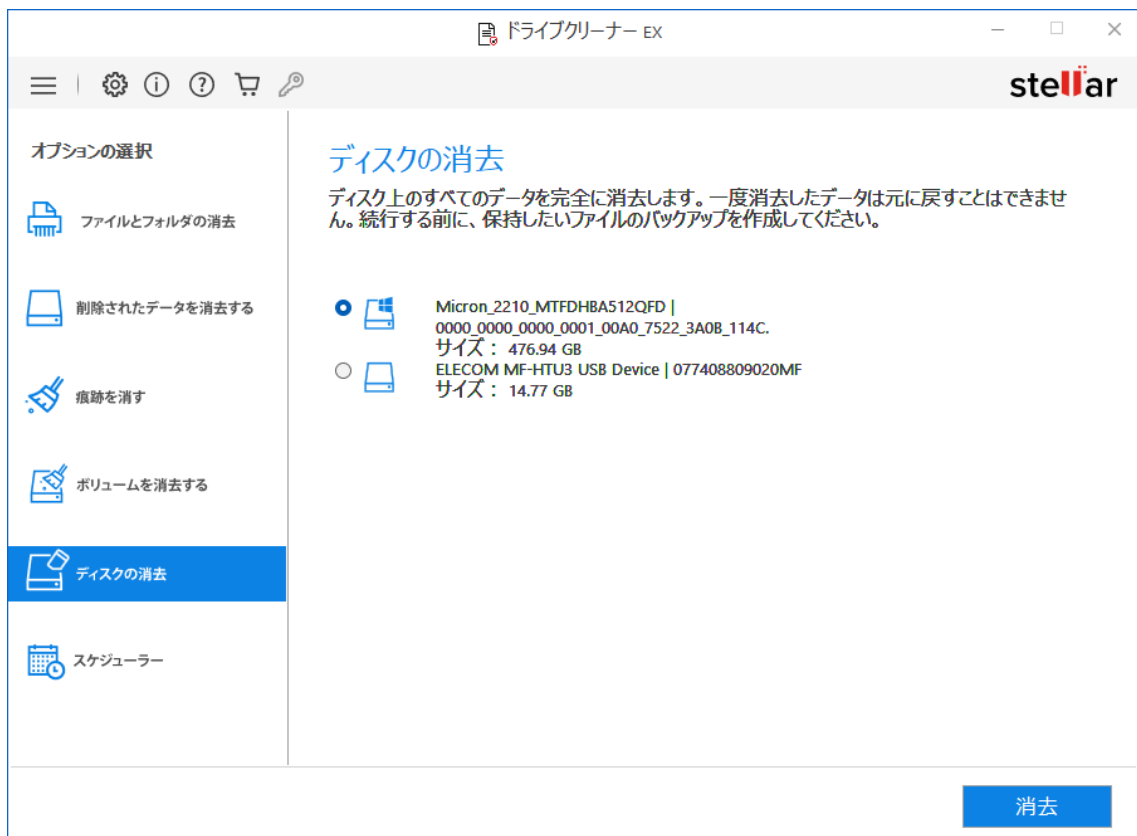 ドライブクリーナー EX
stellar
オプションの選択
ファイルとフォルダの消去
削除されたデータを消去する
痕跡を消す
ボリュームを消去する
ディスクの消去
スケジューラー
ディスクの消去
ディスク上のすべてのデータを完全に消去します。一度消去したデータは元に戻すことはできませ
ん。続行する前に、保持したいファイルのバックアップを作成してください。
Micron_2210_MTFDHBA512QFD |
0000_0000_0000_0001_00A0_7522_3A0B_114C.
サイズ： 476.94 GB
ELECOM MF-HTU3 USB Device | 077408809020MF
サイズ： 14.77 GB
消去